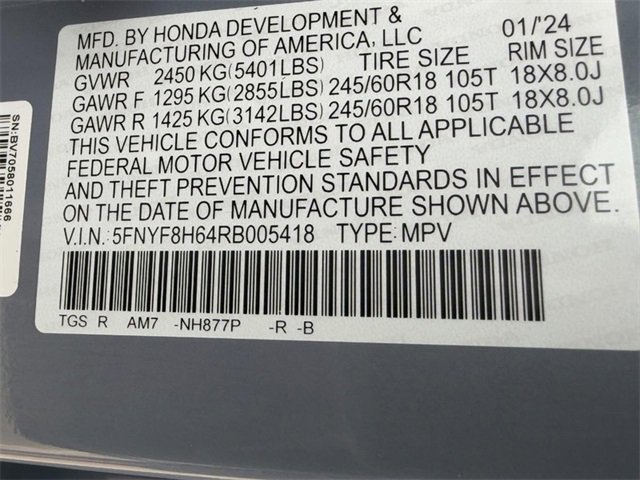 MFD. BY HONDA DEVELOPMENT &
MANUFACTURING OF AMERICA, LLC 01/'24
GVWR 2450 KG(5401LBS) TIRE SIZE RIM SIZE
GAWR F 1295 KG(2855LBS) 245/60R18 105T 18X8.0J
GAWR R 1425 KG(3142LBS) 245/60R18 105T 18X8.0J
THIS VEHICLE CONFORMS TO ALL APPLICABLE
FEDERAL MOTOR VEHICLE SAFETY
AND THEFT PREVENTION STANDARDS IN EFFECT
ON THE DATE OF MANUFACTURE SHOWN ABOVE.
V.I.N: 5FNYF8H64RB005418 TYPE: MPV
TGS R AM7 -NH877P -R -B
SN:BV7058011666